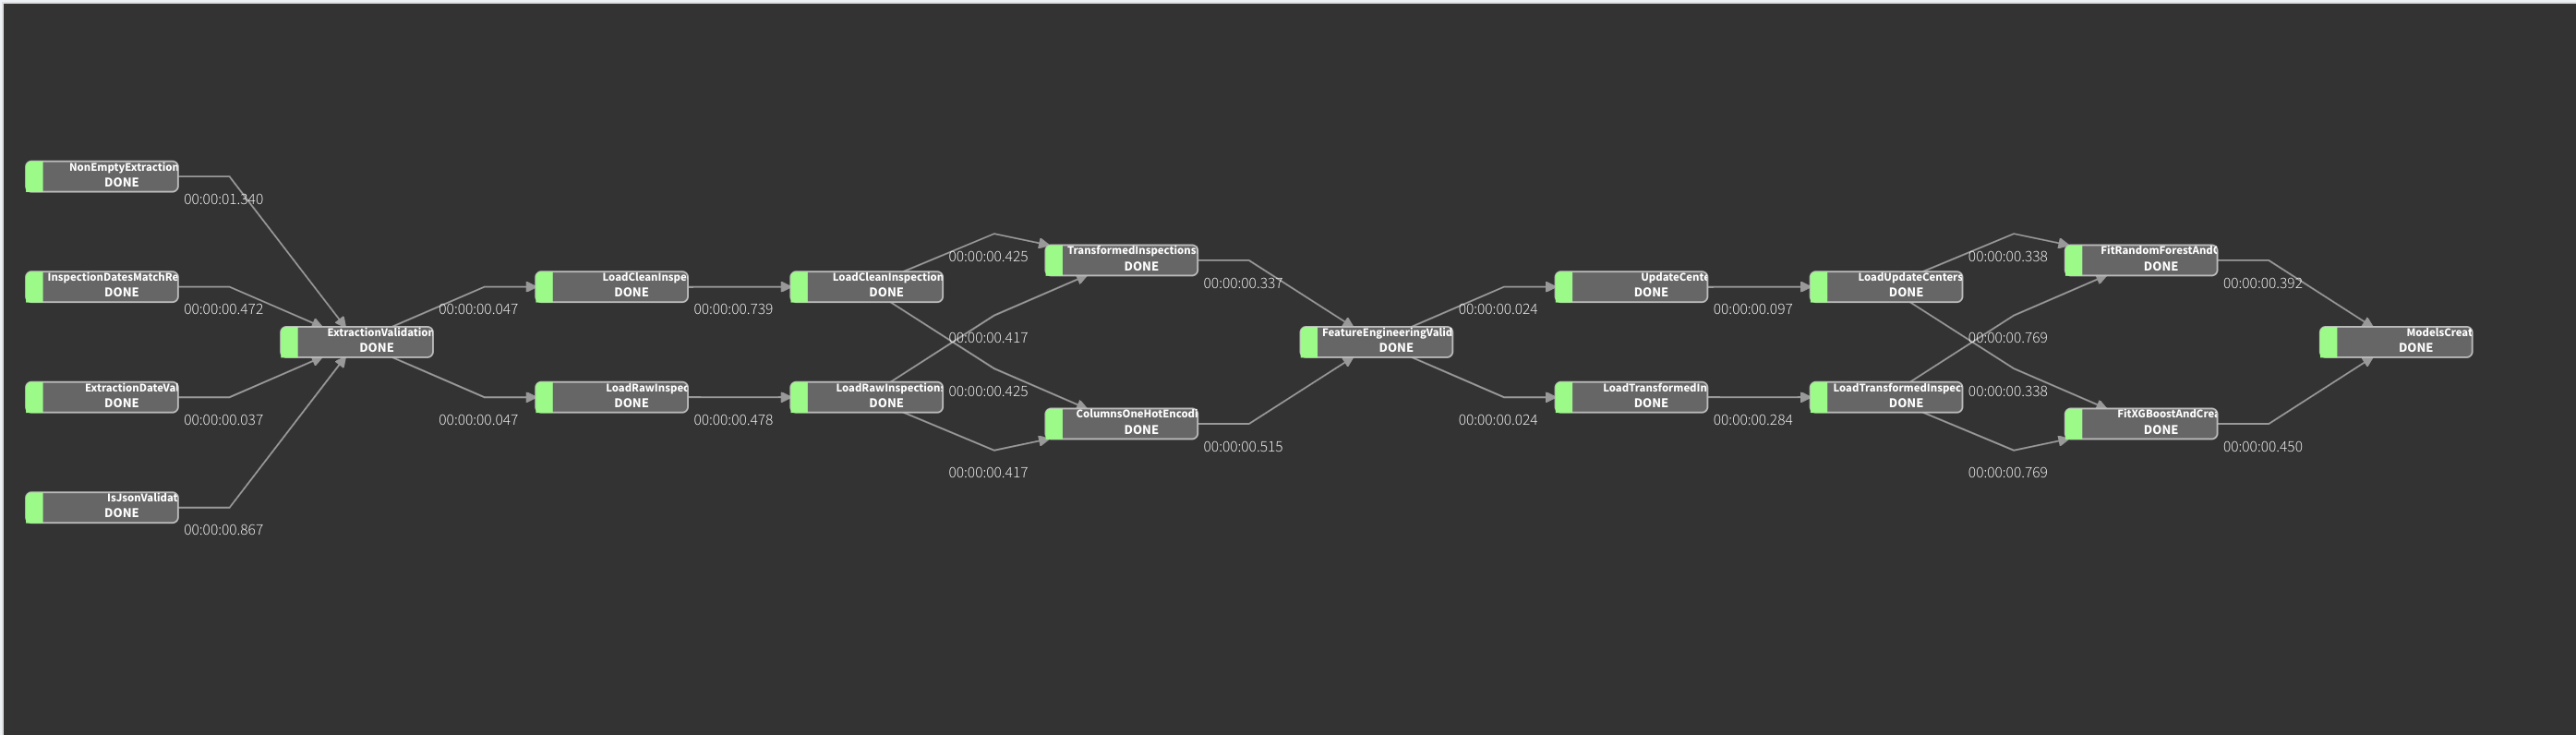 NonEmptyExtraction
DONE
00:00:01.340
InspectionDatesMatchRe
DONE
00:00:00.472
ExtractionDateVal
DONE
00:00:00.037
IsJsonValidat
DONE
00:00:00.867
ExtractionValidation
DONE
00:00:00.047
00:00:00.047
LoadCleanInspe
DONE
00:00:00.739
LoadRawInspec
DONE
00:00:00.478
LoadCleanInspection
DONE
00:00:00.425
00:00:00.417
LoadRawInspections
DONE
00:00:00.425
00:00:00.417
TransformedInspections
DONE
00:00:00.337
ColumnsOneHotEncodi
DONE
00:00:00.515
FeatureEngineeringValid
DONE
00:00:00.024
00:00:00.024
UpdateCente
DONE
00:00:00.097
LoadTransformedIn
DONE
00:00:00.284
LoadUpdateCenters
DONE
00:00:00.338
00:00:00.769
LoadTransformedInspec
DONE
00:00:00.338
00:00:00.769
FitRandomForestAndC
DONE
00:00:00.392
FitXGBoostAndCrea
DONE
00:00:00.450
ModelsCreat
DONE